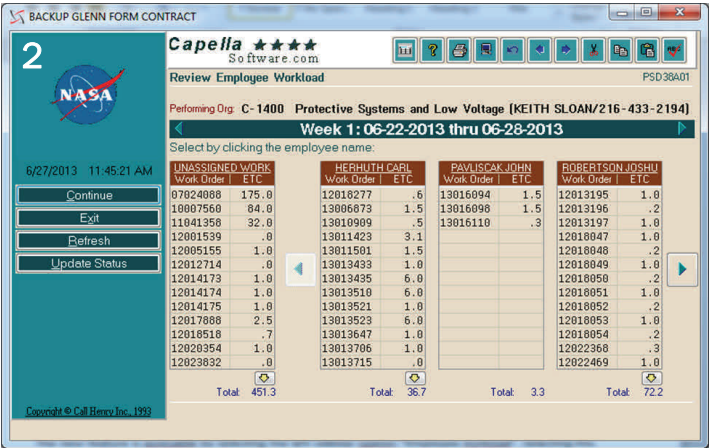 BACKUP GLENN FORM CONTRACT
2
NASA
6/27/2013 11:45:21 AM
Continue
Exit
Refresh
Update Status
Copyright © Call Henry Inc., 1993
Capella ★★★★
Software.com
Review Employee Workload PSD38A01
Performing Org: C-1400 Protective Systems and Low Voltage (KEITH SLOAN/216-433-2194)
Week 1: 06-22-2013 thru 06-28-2013
Select by clicking the employee name:
UNASSIGNED WORK
Work Order | ETC
07024088 175.0
10007560 84.0
11041358 32.0
12001539 .0
12005155 1.0
12012714 .0
12014173 1.0
12014174 1.0
12014175 1.0
12017888 2.5
12018518 .7
12020354 1.0
12023832 .0
Total: 451.3
HERHUTH CARL
Work Order | ETC
12018277 .6
13006873 1.5
13010909 .5
13011423 3.1
13011501 1.5
13013433 1.0
13013435 6.0
13013510 6.0
13013521 1.0
13013523 6.0
13013647 1.0
13013706 1.0
13013715 .0
Total: 36.7
PAVLISCAK JOHN
Work Order | ETC
13016094 1.5
13016098 1.5
13016110 .3
Total: 3.3
ROBERTSON JOSHU
Work Order | ETC
12013195 1.0
12013196 .2
12013197 1.0
12018047 1.0
12018048 .2
12018049 1.0
12018050 .2
12018051 1.0
12018052 .2
12018053 1.0
12018054 .2
12022368 .3
12022469 1.0
Total: 72.2